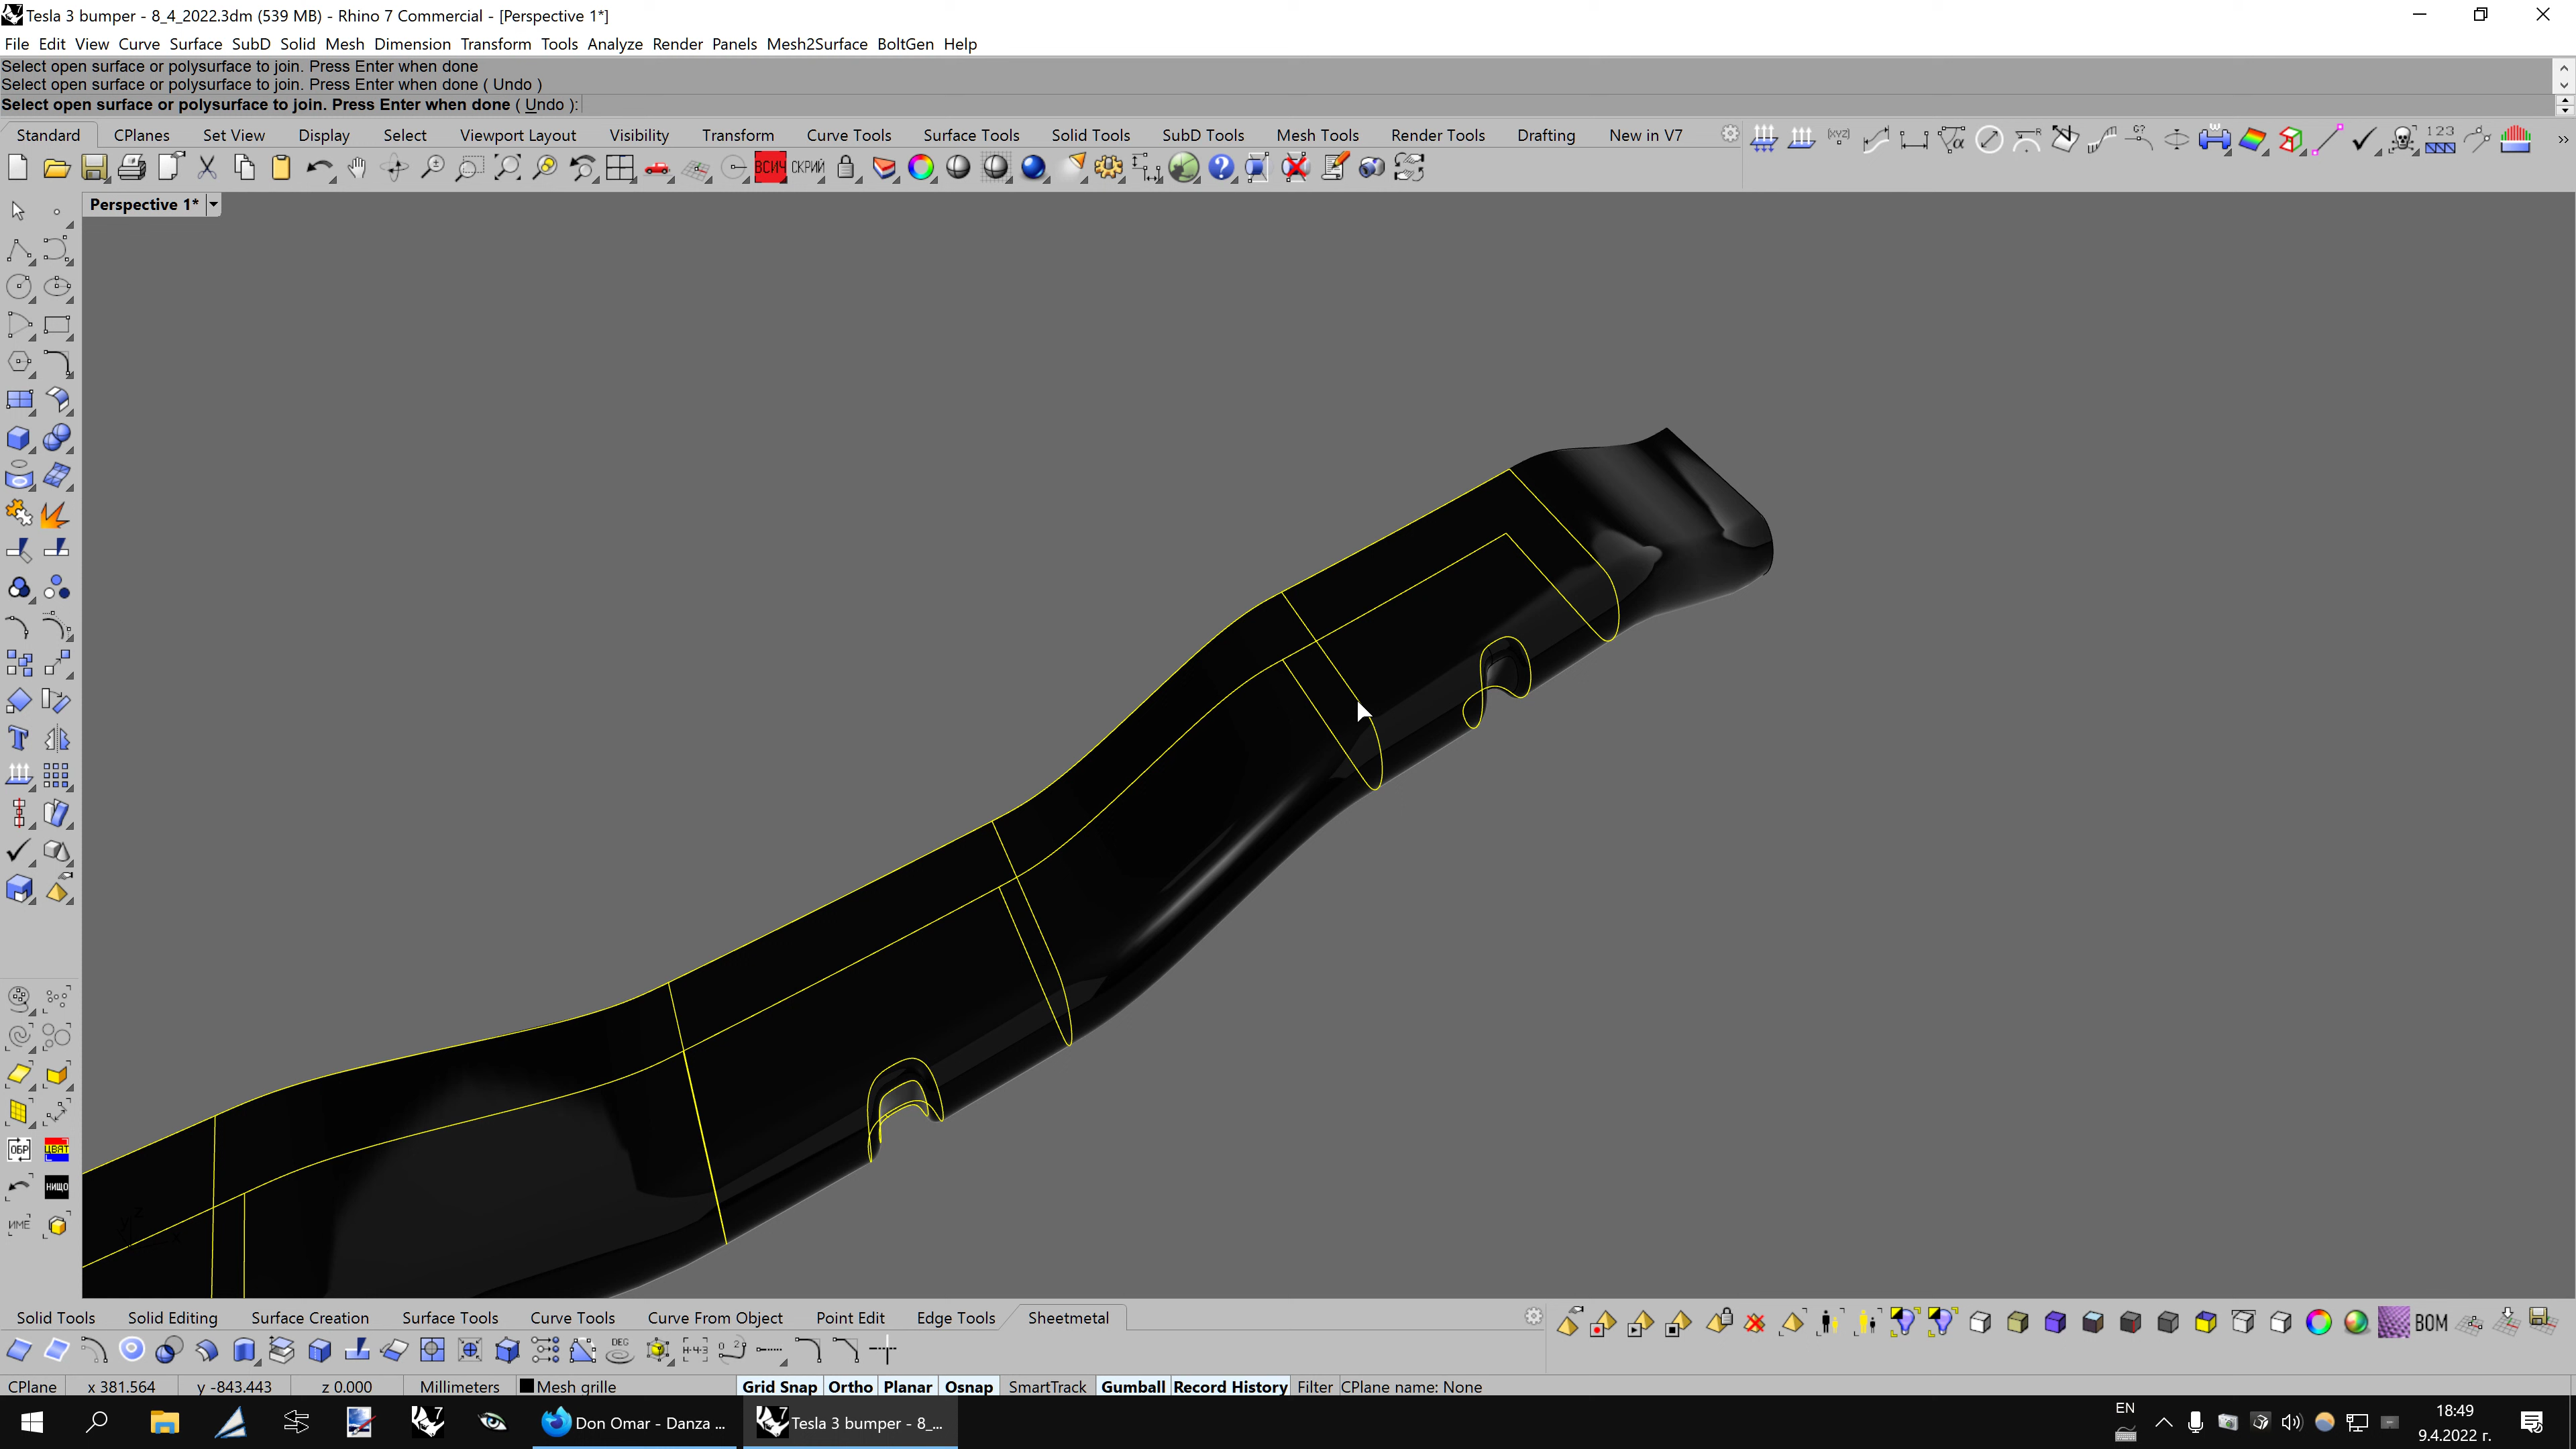 Tesla 3 bumper - 8_4_2022.3dm (539 MB) - Rhino 7 Commercial - [Perspective 1*]
File Edit View Curve Surface SubD Solid Mesh Dimension Transform Tools Analyze Render Panels Mesh2Surface BoltGen Help
Select open surface or polysurface to join. Press Enter when done
Select open surface or polysurface to join. Press Enter when done ( Undo )
Select open surface or polysurface to join. Press Enter when done ( Undo ):
Standard CPlanes Set View Display Select Viewport Layout Visibility Transform Curve Tools Surface Tools Solid Tools SubD Tools Mesh Tools Render Tools Drafting New in V7
ВСИЧ СКРИЙ
Perspective 1*
ОБР ЦВЯТ
НИЩО
ИМЕ
Solid Tools Solid Editing Surface Creation Surface Tools Curve Tools Curve From Object Point Edit Edge Tools Sheetmetal
BOM
DEG
CPlane x 381.564 y -843.443 z 0.000 Millimeters Mesh grille Grid Snap Ortho Planar Osnap SmartTrack Gumball Record History Filter CPlane name: None
Don Omar - Danza ... Tesla 3 bumper - 8_...
EN
18:49
9.4.2022 г.